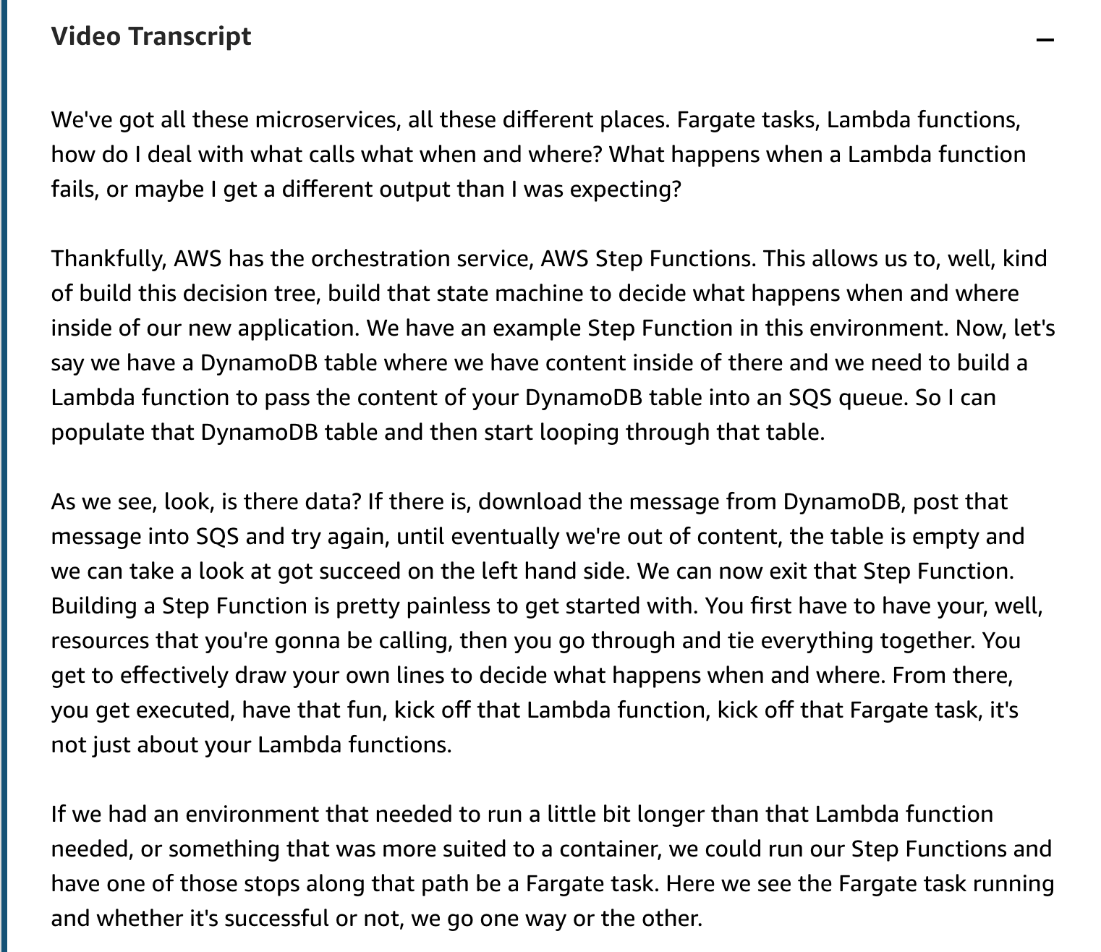 Video Transcript
We've got all these microservices, all these different places. Fargate tasks, Lambda functions,
how do I deal with what calls what when and where? What happens when a Lambda function
fails, or maybe I get a different output than I was expecting?
Thankfully, AWS has the orchestration service, AWS Step Functions. This allows us to, well, kind
of build this decision tree, build that state machine to decide what happens when and where
inside of our new application. We have an example Step Function in this environment. Now, let's
say we have a DynamoDB table where we have content inside of there and we need to build a
Lambda function to pass the content of your DynamoDB table into an SQS queue. So I can
populate that DynamoDB table and then start looping through that table.
As we see, look, is there data? If there is, download the message from DynamoDB, post that
message into SQS and try again, until eventually we're out of content, the table is empty and
we can take a look at got succeed on the left hand side. We can now exit that Step Function.
Building a Step Function is pretty painless to get started with. You first have to have your, well,
resources that you're gonna be calling, then you go through and tie everything together. You
get to effectively draw your own lines to decide what happens when and where. From there,
you get executed, have that fun, kick off that Lambda function, kick off that Fargate task, it's
not just about your Lambda functions.
If we had an environment that needed to run a little bit longer than that Lambda function
needed, or something that was more suited to a container, we could run our Step Functions and
have one of those stops along that path be a Fargate task. Here we see the Fargate task running
and whether it's successful or not, we go one way or the other.